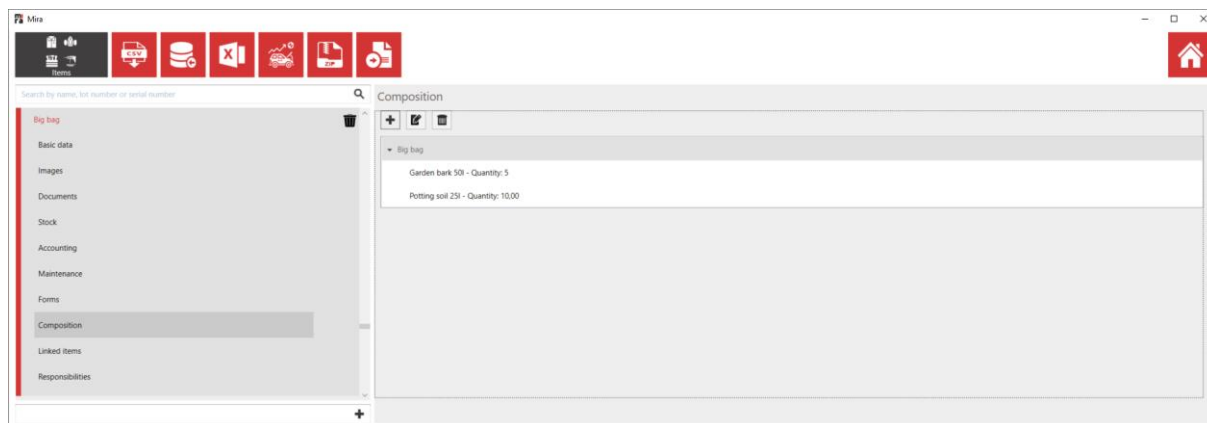 Mira
Items
CSV
X
ZIP
Search by name, lot number or serial number
Big bag
Basic data
Images
Documents
Stock
Accounting
Maintenance
Forms
Composition
Linked items
Responsibilities
Composition
Big bag
Garden bark 50l - Quantity: 5
Potting soil 25l - Quantity: 10,00